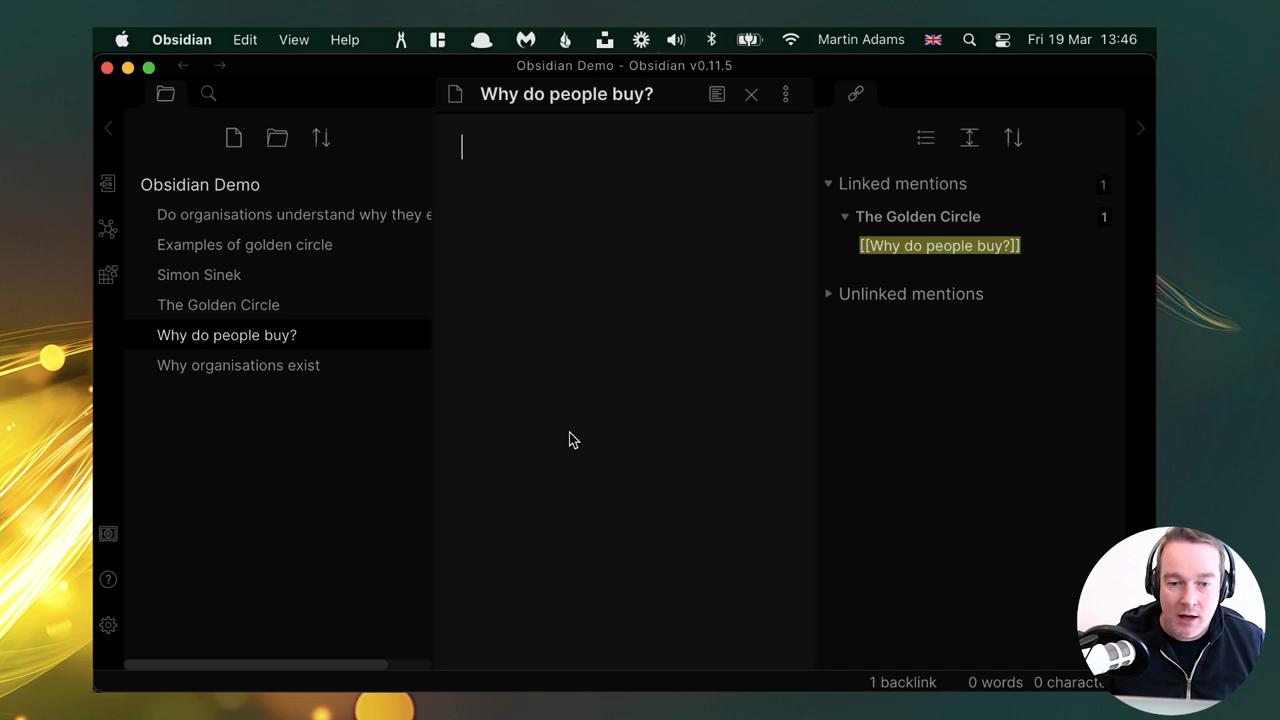 Obsidian Edit View Help Martin Adams Fri 19 Mar 13:46
Obsidian Demo - Obsidian v0.11.5
Why do people buy?
Obsidian Demo
Do organisations understand why they e
Examples of golden circle
Simon Sinek
The Golden Circle
Why do people buy?
Why organisations exist
Linked mentions 1
The Golden Circle 1
[[Why do people buy?]]
Unlinked mentions
1 backlink 0 words 0 characte